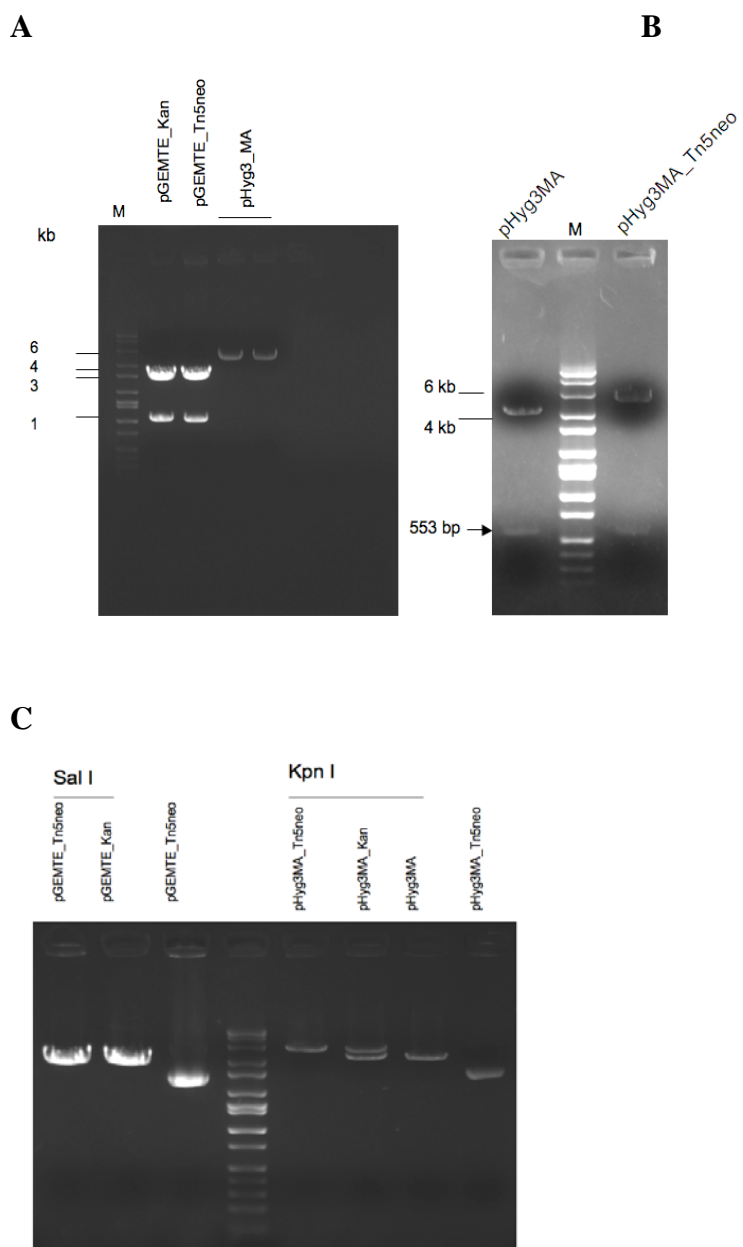 A
B
pGEMTE_Kan
pGEMTE_Tn5neo
pHyg3_MA
M
kb
6
4
3
1
pHyg3MA
M
pHyg3MA_Tn5neo
6 kb
4 kb
553 bp
C
Sal I
Kpn I
pGEMTE_Tn5neo
pGEMTE_Kan
pGEMTE_Tn5neo
pHyg3MA_Tn5neo
pHyg3MA_Kan
pHyg3MA
pHyg3MA_Tn5neo